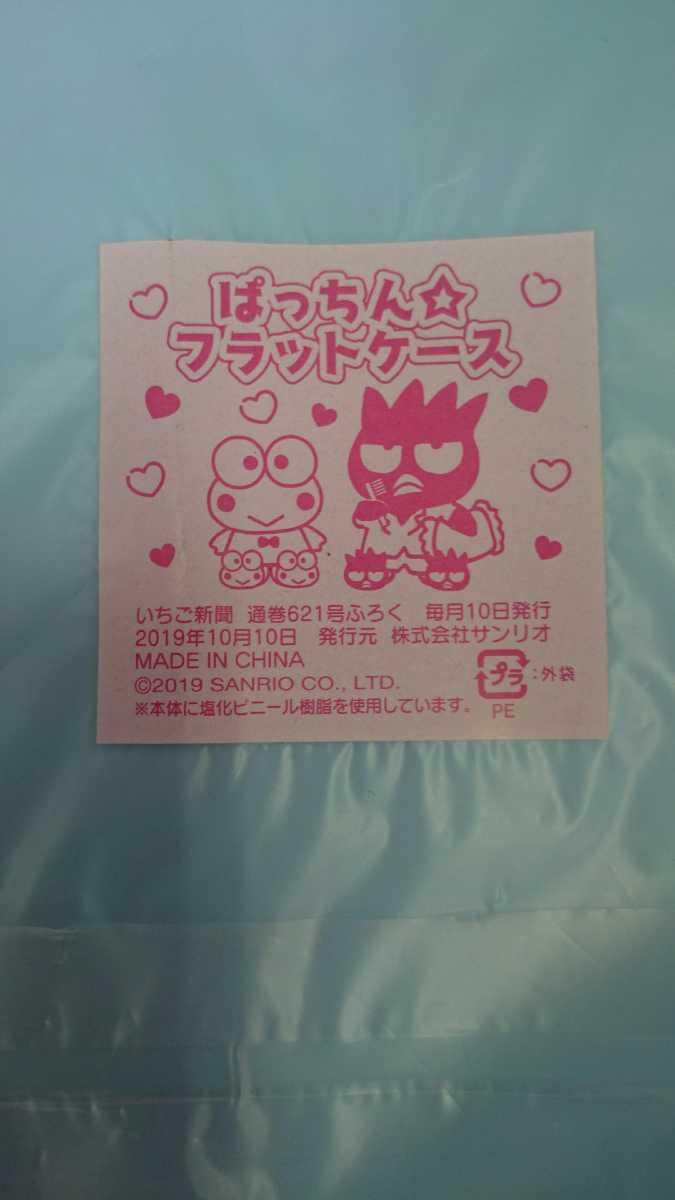 ぱっちん☆
フラットケース
いちご新聞 通巻621号ふろく 毎月10日発行
2019年10月10日 発行元 株式会社サンリオ
MADE IN CHINA
©2019 SANRIO CO., LTD.
プラ:外袋
※本体に塩化ビニール樹脂を使用しています。
PE